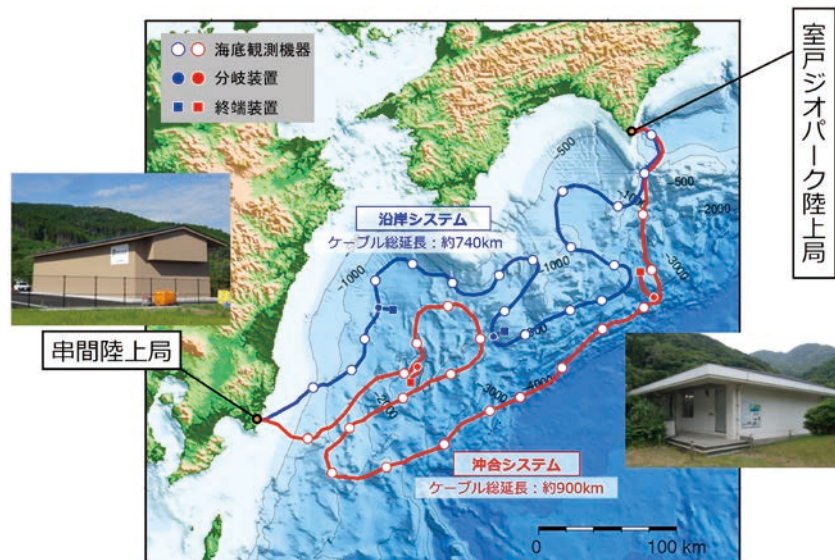 海底観測機器
分岐装置
終端装置
室戸ジオパーク陸上局
-500
-500
-1000
-2000
沿岸システム
ケーブル総延長：約740km
-1000
-1000
-3000
串間陸上局
-3000
-4000
沖合システム
ケーブル総延長：約900km
0
100 km